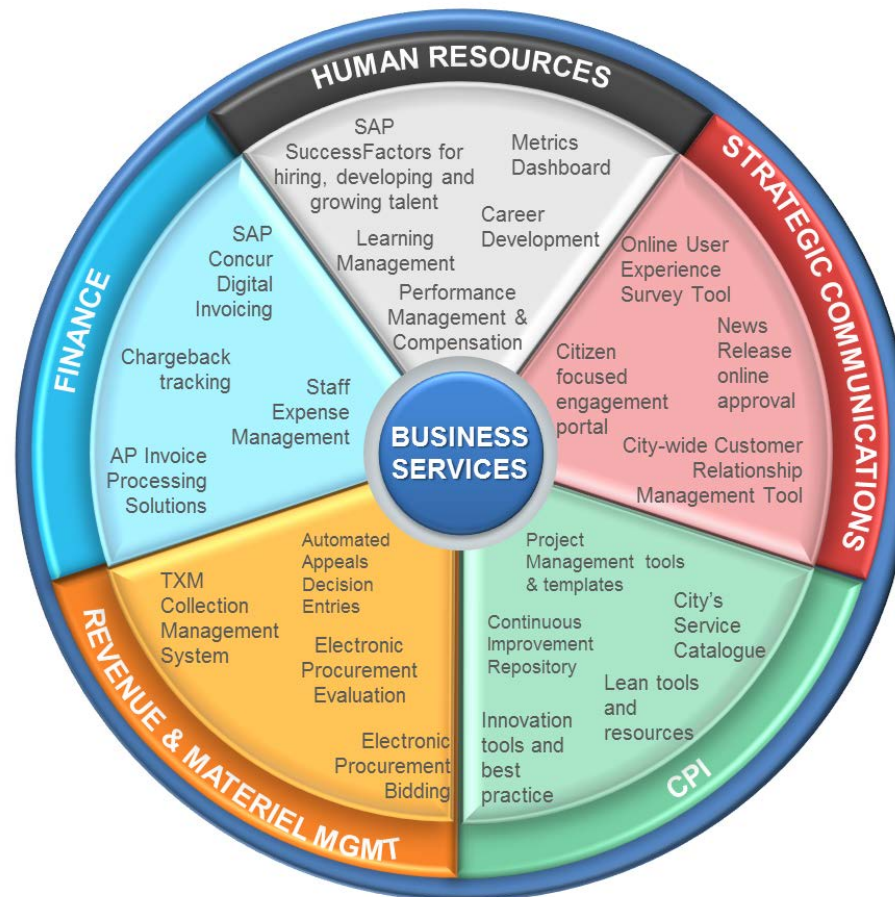 HUMAN RESOURCES
SAP
SuccessFactors for
hiring, developing and
growing talent
Metrics
Dashboard
Career
Development
Learning
Management
Performance
Management &
Compensation
STRATEGIC COMMUNICATIONS
Online User
Experience
Survey Tool
News
Release
online
approval
Citizen
focused
engagement
portal
City-wide Customer
Relationship
Management Tool
FINANCE
SAP
Concur
Digital
Invoicing
Chargeback
tracking
Staff
Expense
Management
AP Invoice
Processing
Solutions
BUSINESS
SERVICES
REVENUE & MATERIEL MGMT
TXM
Collection
Management
System
Automated
Appeals
Decision
Entries
Electronic
Procurement
Evaluation
Electronic
Procurement
Bidding
CPI
Project
Management tools
& templates
City's
Service
Catalogue
Continuous
Improvement
Repository
Lean tools
and
resources
Innovation
tools and
best
practice